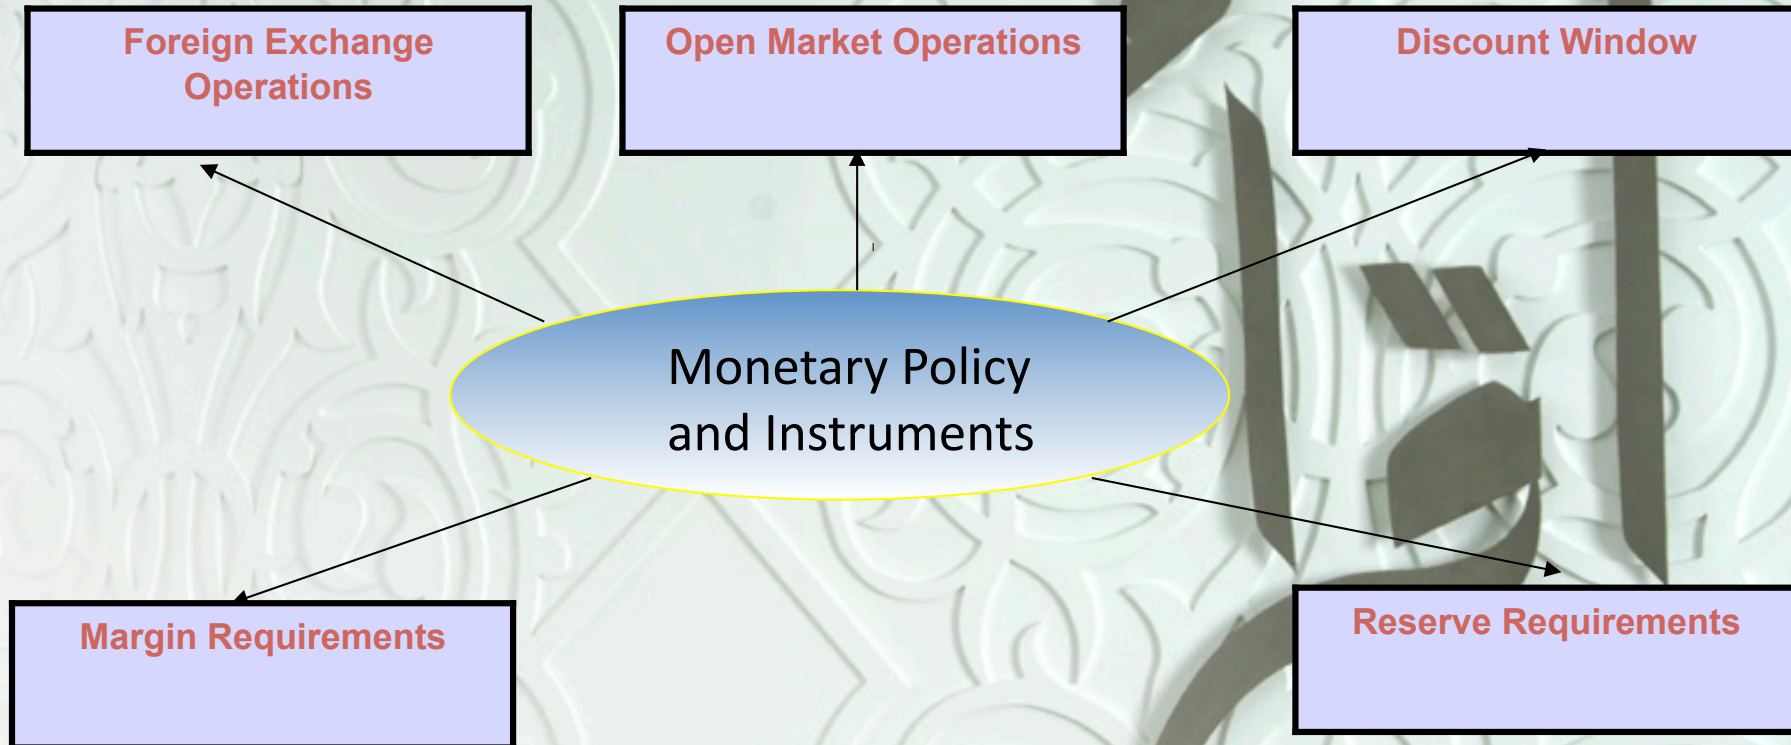 Foreign Exchange
Operations
Open Market Operations
Discount Window
Monetary Policy
and Instruments
Margin Requirements
Reserve Requirements